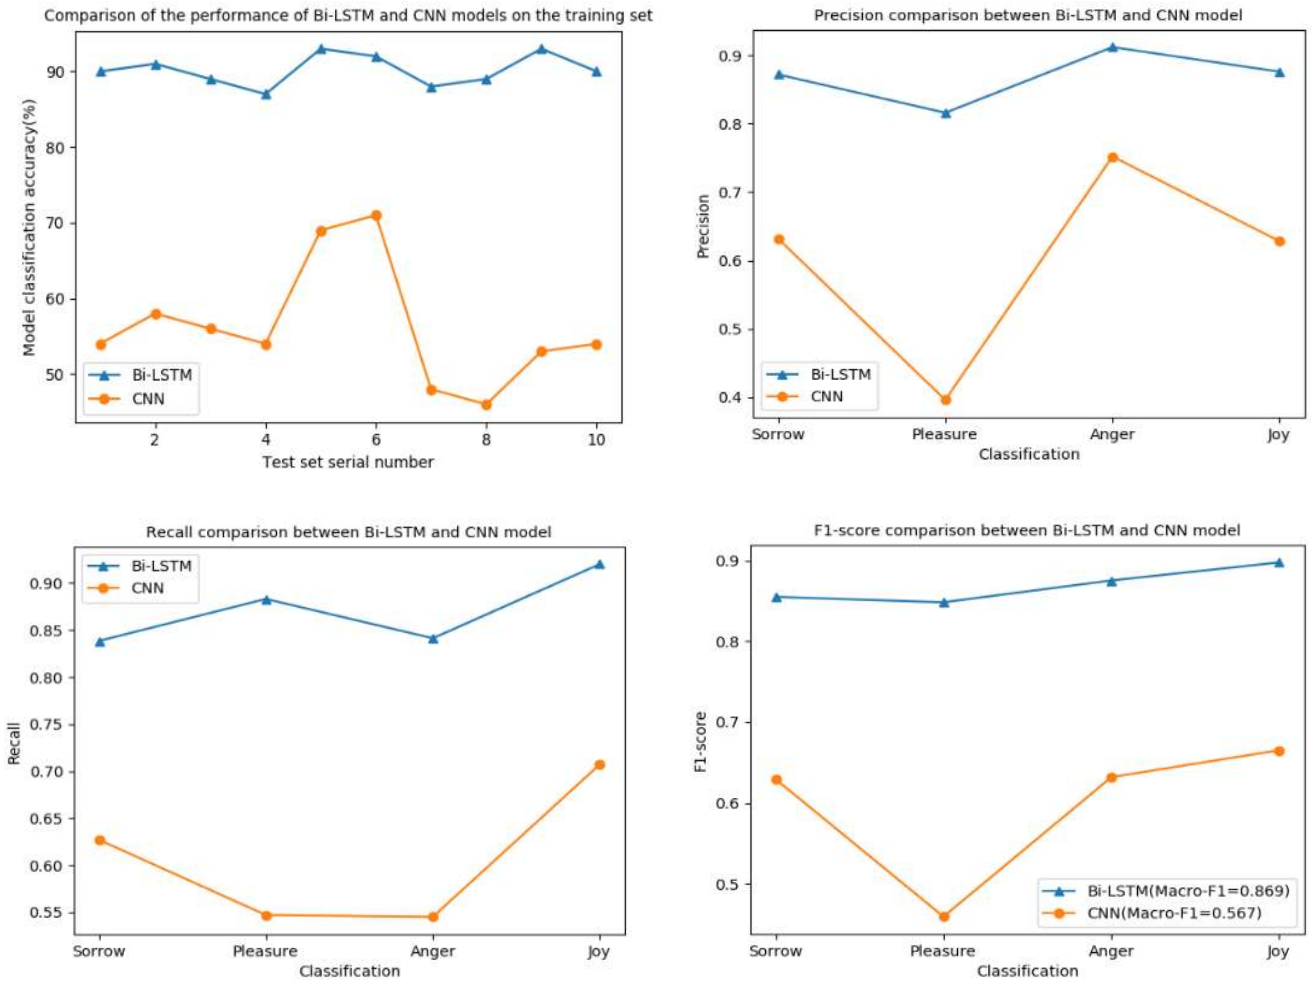 Comparison of the performance of Bi-LSTM and CNN models on the training set
Model classification accuracy(%)
90
80
70
60
50
Bi-LSTM
CNN
2 4 6 8 10
Test set serial number
Precision comparison between Bi-LSTM and CNN model
Precision
0.9
0.8
0.7
0.6
0.5
0.4
Bi-LSTM
CNN
Sorrow Pleasure Anger Joy
Classification
Recall comparison between Bi-LSTM and CNN model
Recall
Bi-LSTM
CNN
0.90
0.85
0.80
0.75
0.70
0.65
0.60
0.55
Sorrow Pleasure Anger Joy
Classification
F1-score comparison between Bi-LSTM and CNN model
F1-score
0.9
0.8
0.7
0.6
0.5
Bi-LSTM(Macro-F1=0.869)
CNN(Macro-F1=0.567)
Sorrow Pleasure Anger Joy
Classification